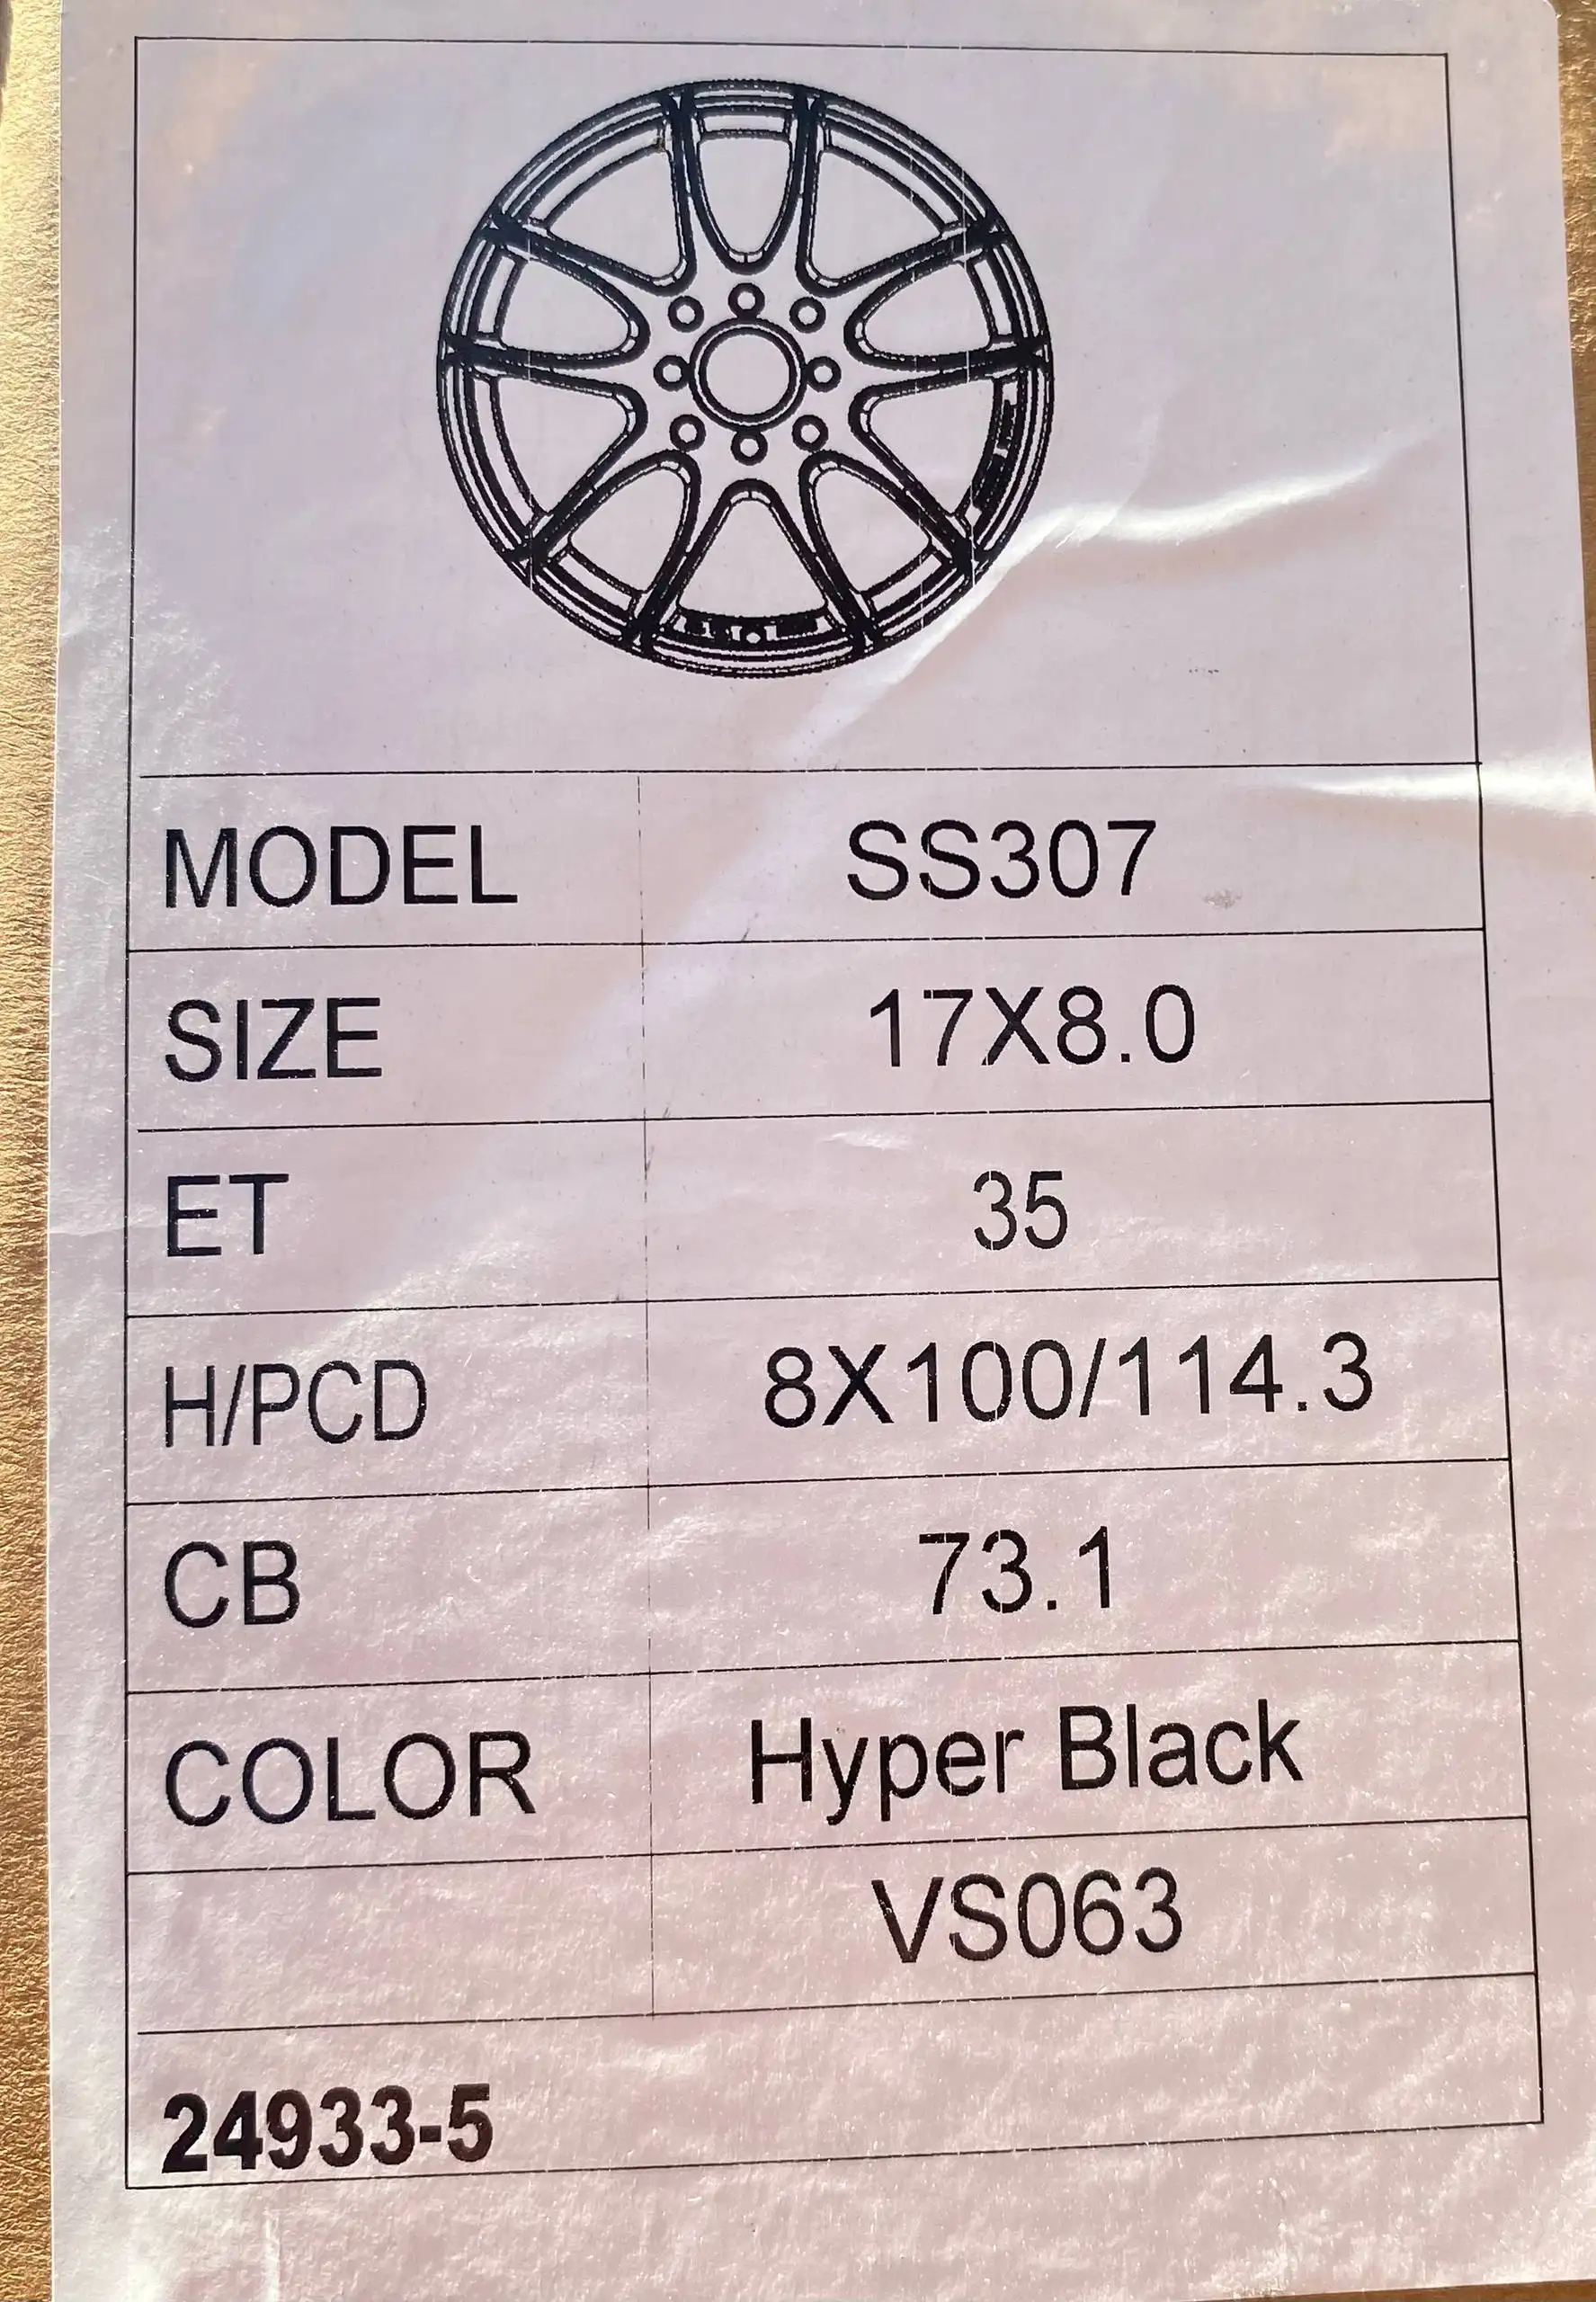 MODEL SS307
SIZE 17X8.0
ET 35
H/PCD 8X100/114.3
CB 73.1
COLOR Hyper Black
VS063
24933-5